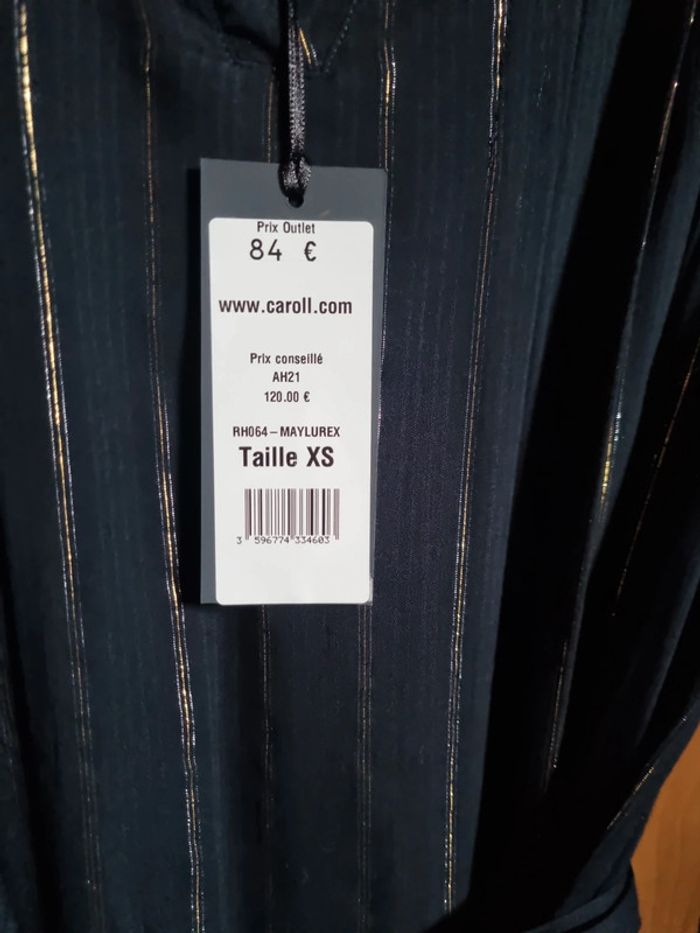 Prix Outlet
84 €
www.caroll.com
Prix conseillé
AH21
120.00 €
RH064-MAYLUREX
Taille XS
3 596774 334603